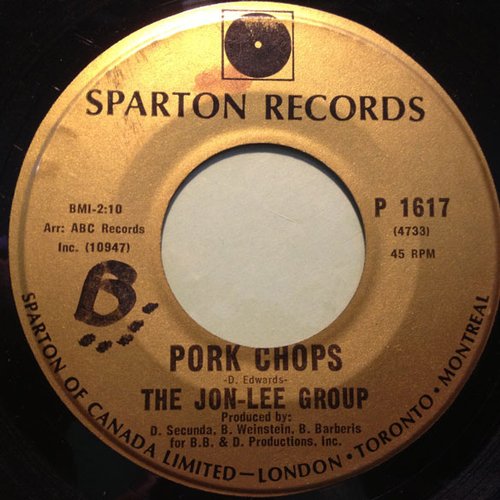 SPARTON RECORDS
BMI-2:10
Arr: ABC Records
Inc. (10947)
P 1617
(4733)
45 RPM
B
PORK CHOPS
-D. Edwards-
THE JON-LEE GROUP
Produced by:
D. Secunda, B. Weinstein, B. Barberis
for B.B. & D. Productions, Inc.
SPARTON OF CANADA LIMITED—LONDON·TORONTO·MONTREAL